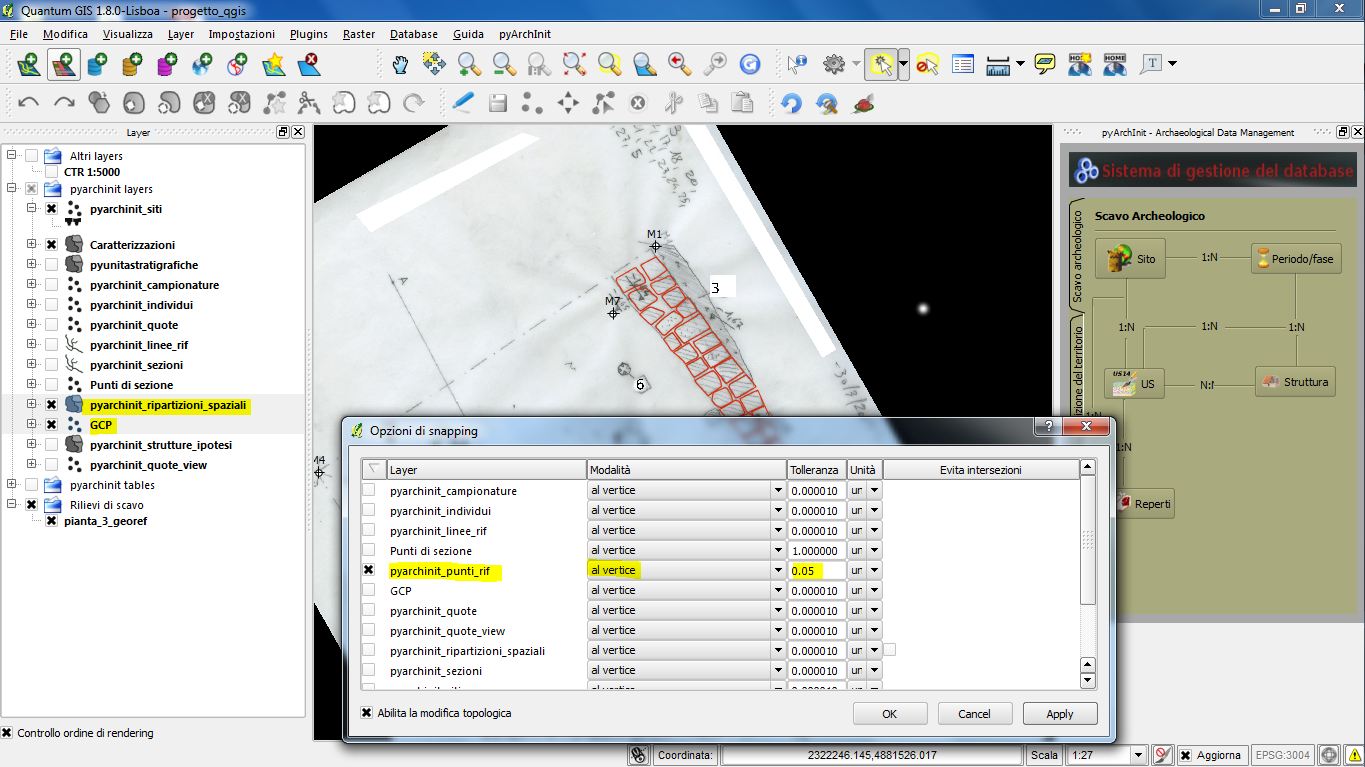 Quantum GIS 1.8.0-Lisboa - progetto_qgis
File Modifica Visualizza Layer Impostazioni Plugins Raster Database Guida pyArchInit
HOME
T
Layer
Altri layers
CTR 1:5000
pyarchinit layers
pyarchinit_siti
Caratterizzazioni
pyunitastratigrafiche
pyarchinit_campionature
pyarchinit_individui
pyarchinit_quote
pyarchinit_linee_rif
pyarchinit_sezioni
Punti di sezione
pyarchinit_ripartizioni_spaziali
GCP
pyarchinit_strutture_ipotesi
pyarchinit_quote_view
pyarchinit tables
Rilievi di scavo
pianta_3_georef
Controllo ordine di rendering
M1
3
M7
A
6
M4
pyArchInit - Archaeological Data Management
Sistema di gestione del database
Scavo archeologico
Scavo Archeologico
Sito
1:N
Periodo/fase
1:N
1:N
1:N
US14
US
N:N
Struttura
1:N
1:N
Reperti
Opzioni di snapping
Layer Modalità Tolleranza Unità Evita intersezioni
pyarchinit_campionature al vertice 0.000010 ur
pyarchinit_individui al vertice 0.000010 ur
pyarchinit_linee_rif al vertice 0.000010 ur
Punti di sezione al vertice 1.000000 ur
pyarchinit_punti_rif al vertice 0.05 ur
GCP al vertice 0.000010 ur
pyarchinit_quote al vertice 0.000010 ur
pyarchinit_quote_view al vertice 0.000010 ur
pyarchinit_ripartizioni_spaziali al vertice 0.000010 ur
pyarchinit_sezioni al vertice 0.000010 ur
Abilita la modifica topologica
OK Cancel Apply
Coordinata: 2322246.145,4881526.017 Scala 1:27 Aggiorna EPSG:3004